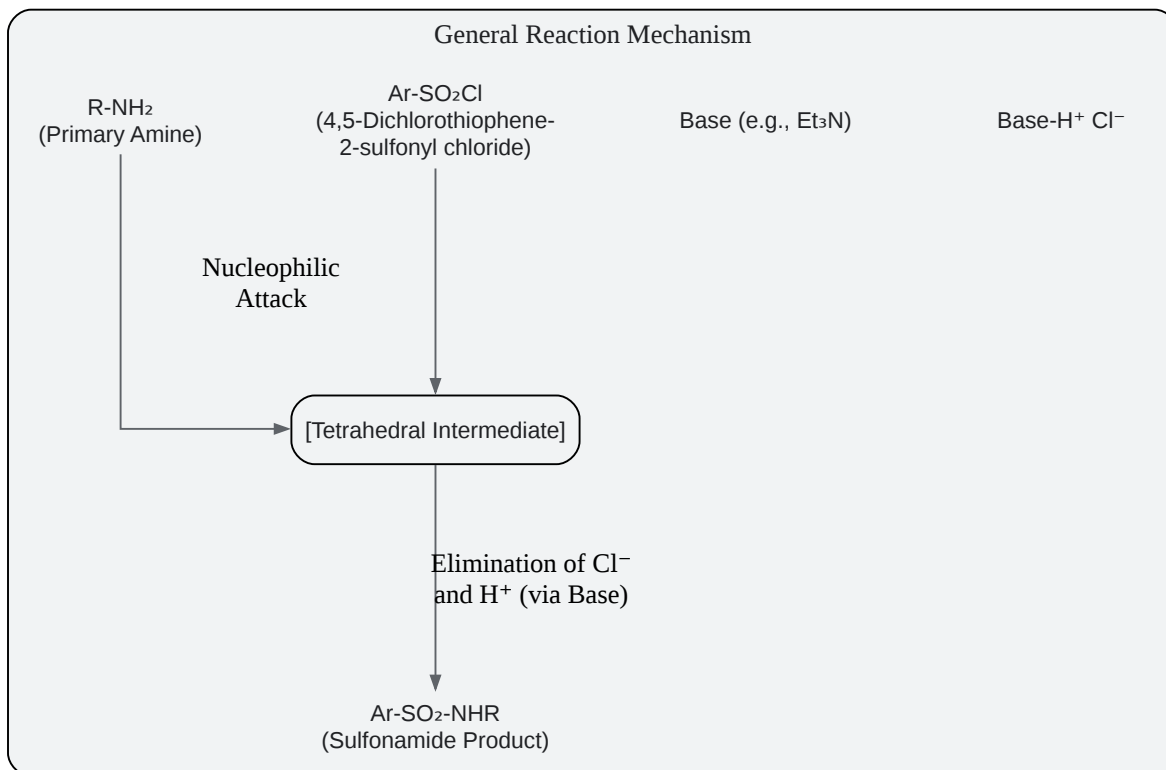 General Reaction Mechanism
R-NH₂
(Primary Amine)
Ar-SO₂Cl
(4,5-Dichlorothiophene-
2-sulfonyl chloride)
Base (e.g., Et₃N)
Base-H⁺ Cl⁻
Nucleophilic
Attack
[Tetrahedral Intermediate]
Elimination of Cl⁻
and H⁺ (via Base)
Ar-SO₂-NHR
(Sulfonamide Product)